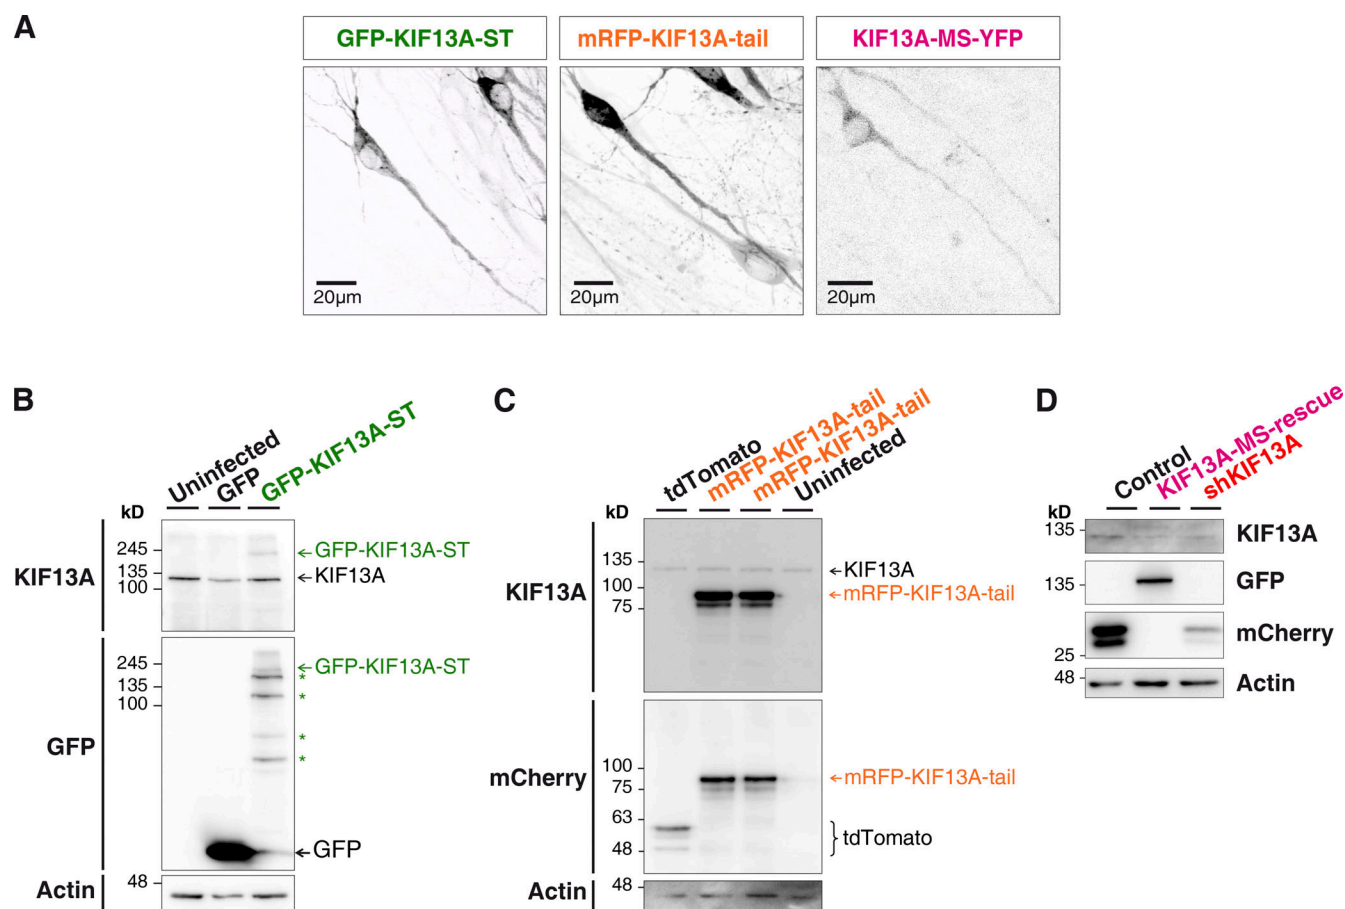 A
GFP-KIF13A-ST
mRFP-KIF13A-tail
KIF13A-MS-YFP
20µm
20µm
20µm
B
Uninfected
GFP
GFP-KIF13A-ST
kD
KIF13A
245
135
100
GFP-KIF13A-ST
KIF13A
GFP
245
135
100
GFP-KIF13A-ST
*
*
*
*
GFP
Actin
48
C
tdTomato
mRFP-KIF13A-tail
mRFP-KIF13A-tail
Uninfected
kD
KIF13A
135
100
75
KIF13A
mRFP-KIF13A-tail
mCherry
100
75
63
48
mRFP-KIF13A-tail
tdTomato
Actin
48
D
Control
KIF13A-MS-rescue
shKIF13A
kD
135
KIF13A
135
GFP
25
mCherry
48
Actin